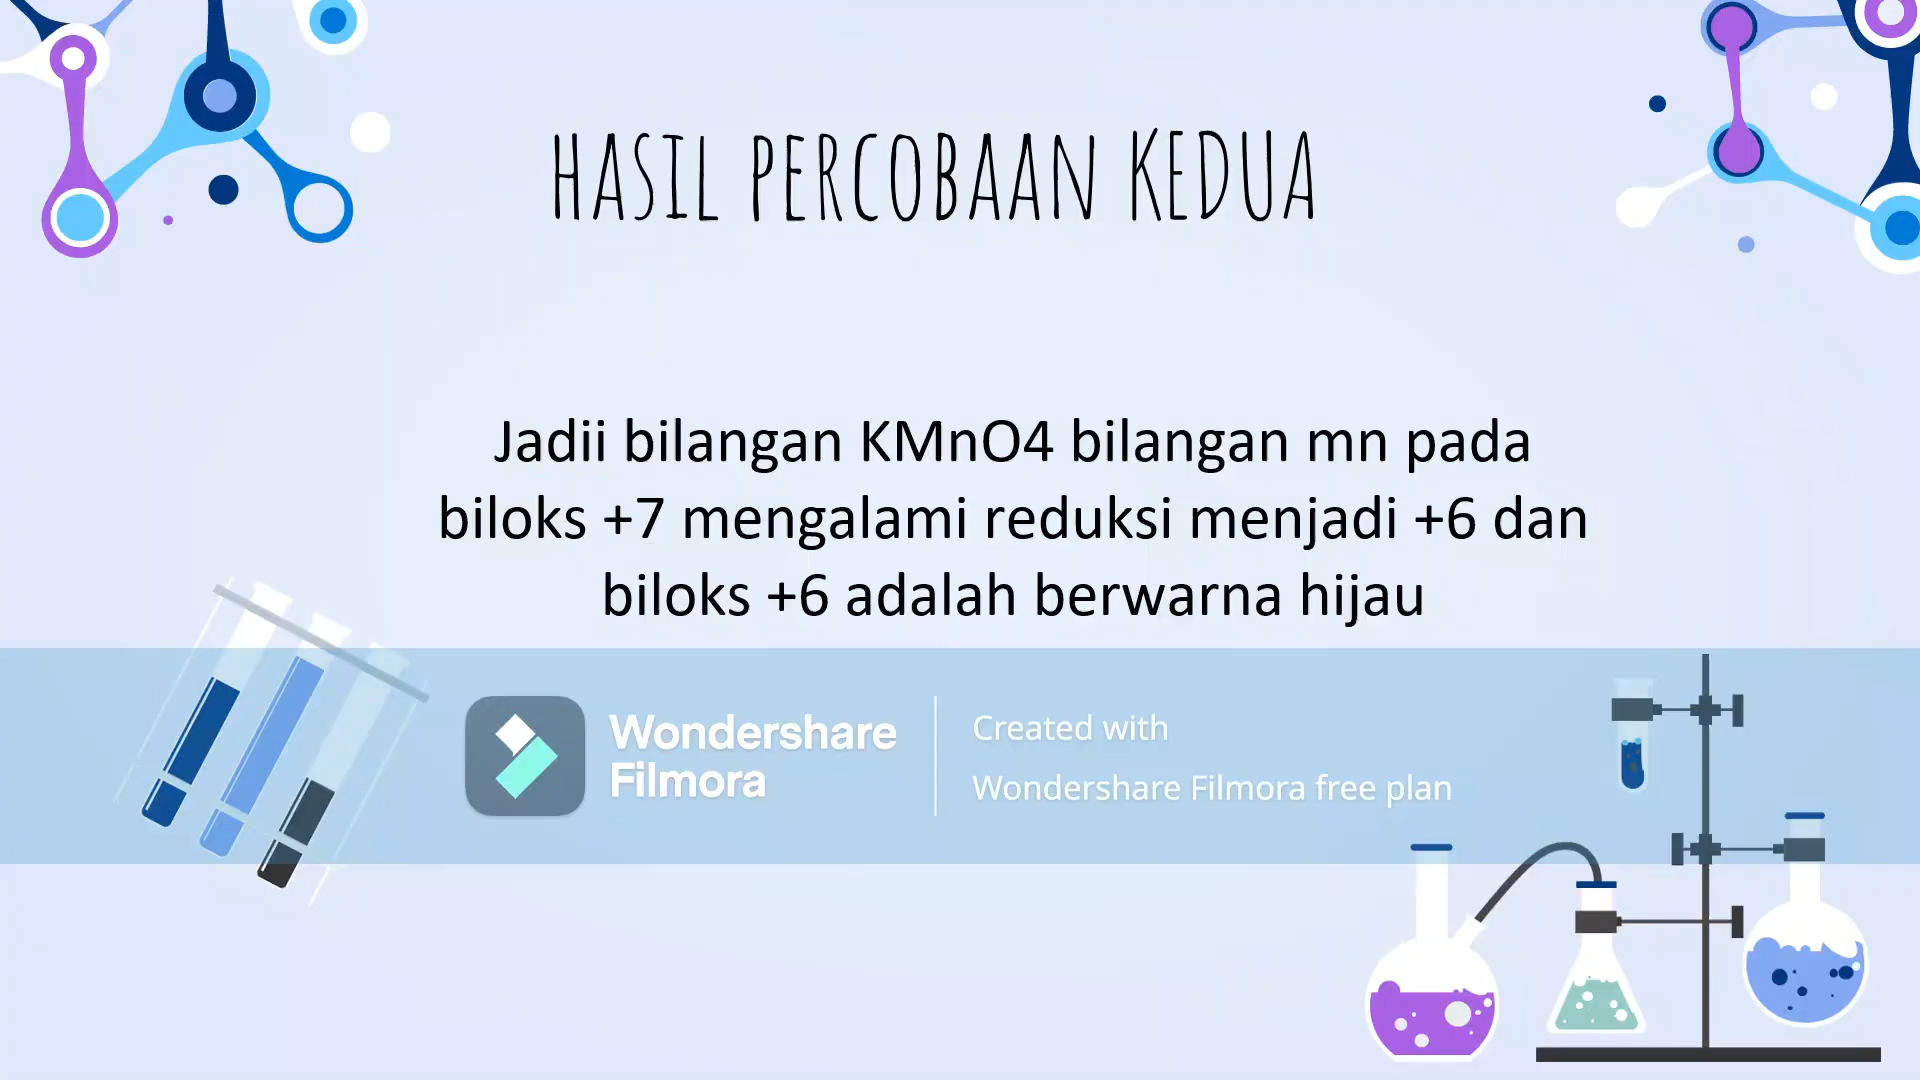 HASIL PERCOBAAN KEDUA
Jadii bilangan KMnO4 bilangan mn pada
biloks +7 mengalami reduksi menjadi +6 dan
biloks +6 adalah berwarna hijau
Wondershare
Filmora
Created with
Wondershare Filmora free plan